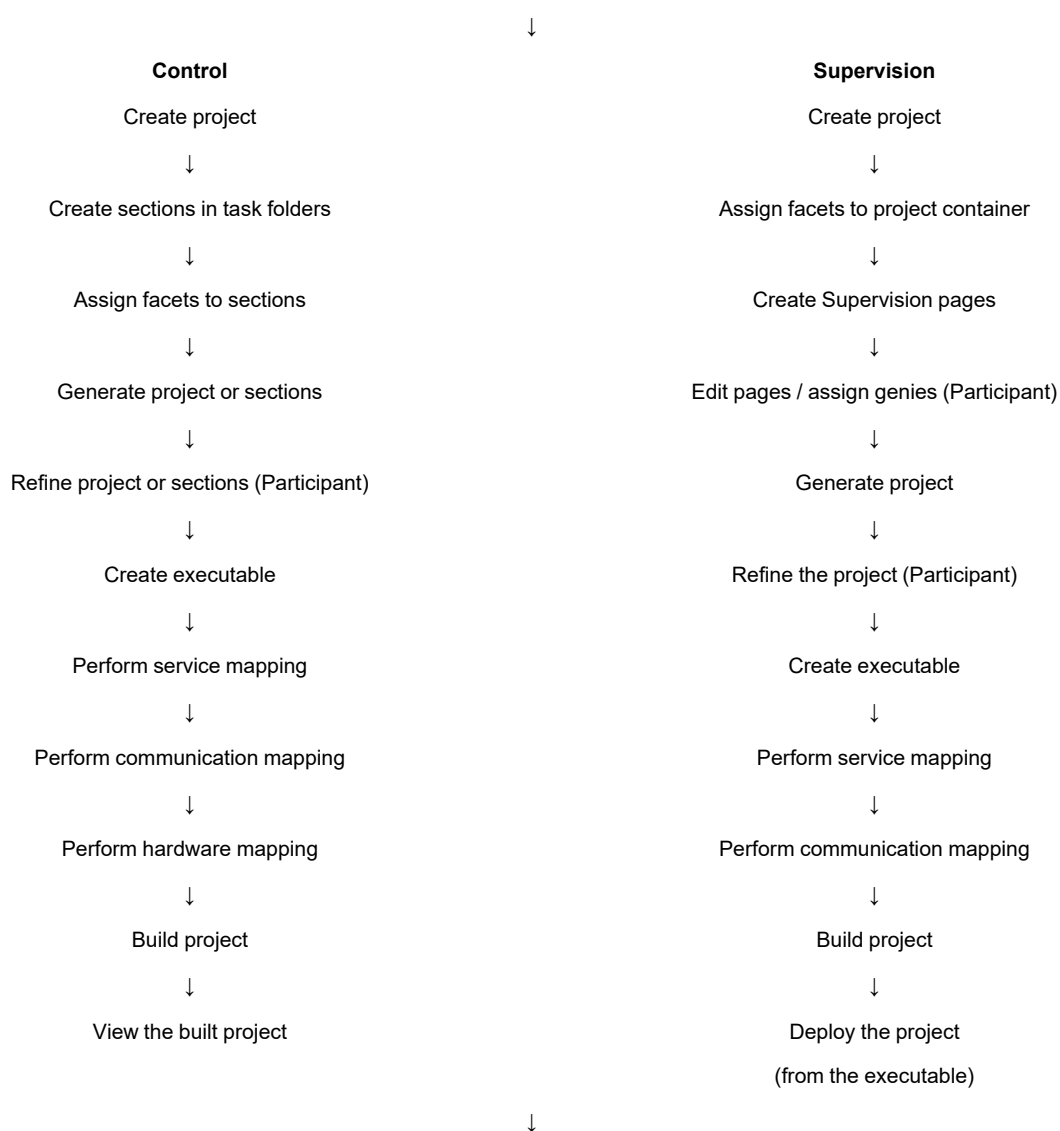 ↓
Control
Create project
↓
Create sections in task folders
↓
Assign facets to sections
↓
Generate project or sections
↓
Refine project or sections (Participant)
↓
Create executable
↓
Perform service mapping
↓
Perform communication mapping
↓
Perform hardware mapping
↓
Build project
↓
View the built project
Supervision
Create project
↓
Assign facets to project container
↓
Create Supervision pages
↓
Edit pages / assign genies (Participant)
↓
Generate project
↓
Refine the project (Participant)
↓
Create executable
↓
Perform service mapping
↓
Perform communication mapping
↓
Build project
↓
Deploy the project
(from the executable)
↓